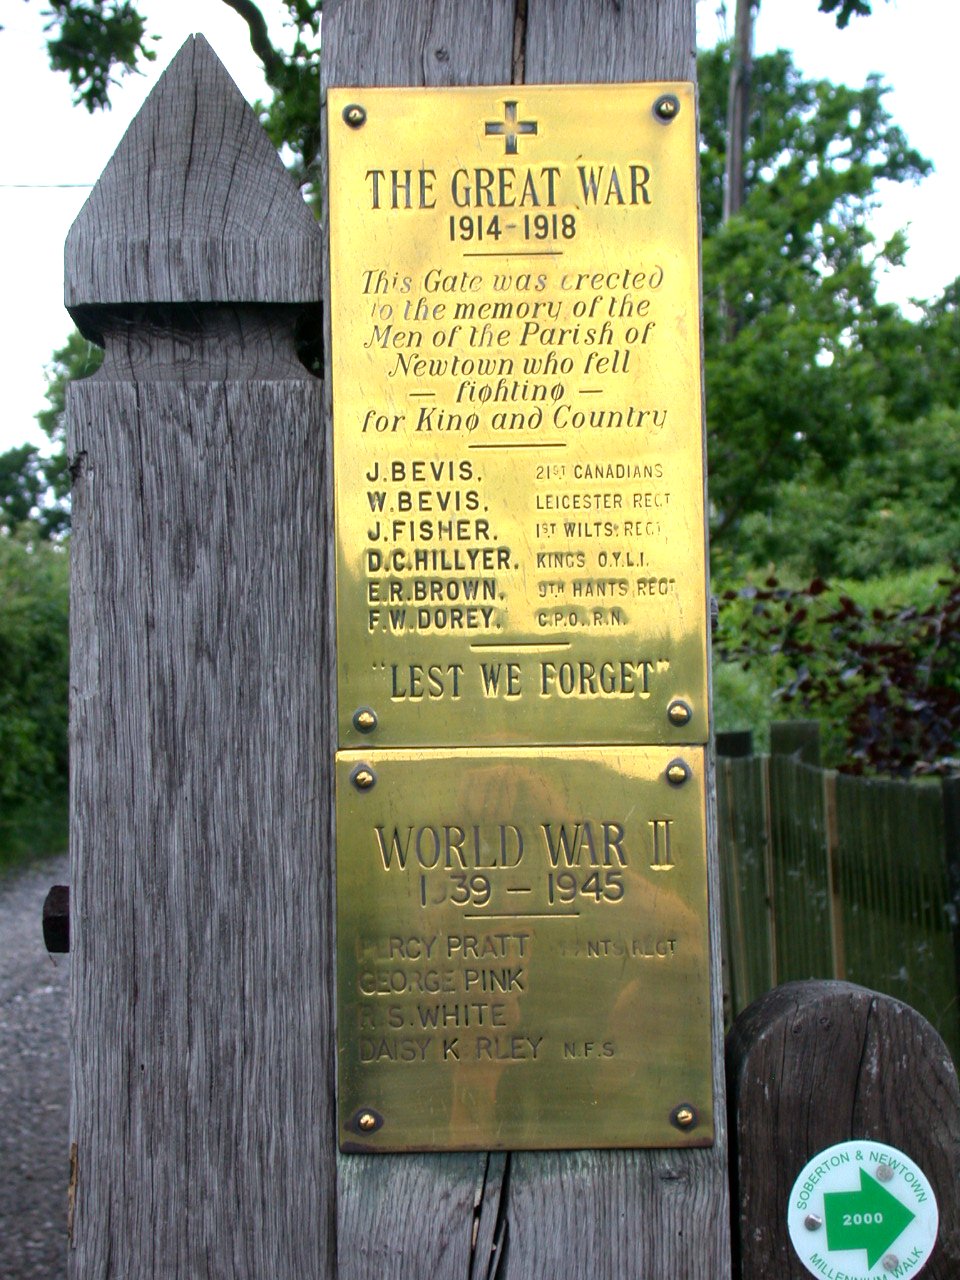 THE GREAT WAR
1914-1918
This Gate was erected
to the memory of the
Men of the Parish of
Newtown who fell
— fighting —
for King and Country
J. BEVIS. 21ST CANADIANS
W. BEVIS. LEICESTER REGT
J. FISHER. 1ST WILTS. REGT.
D.C. HILLYER. KINGS O.Y.L.I.
E.R. BROWN. 9TH HANTS REGT
F.W. DOREY. C.P.O. R.N.
"LEST WE FORGET"
WORLD WAR II
1939 – 1945
PERCY PRATT REGT
GEORGE PINK
R.S. WHITE
DAISY N.F.S
SOBERTON & NEWTOWN
2000
MILLENNIUM WALK